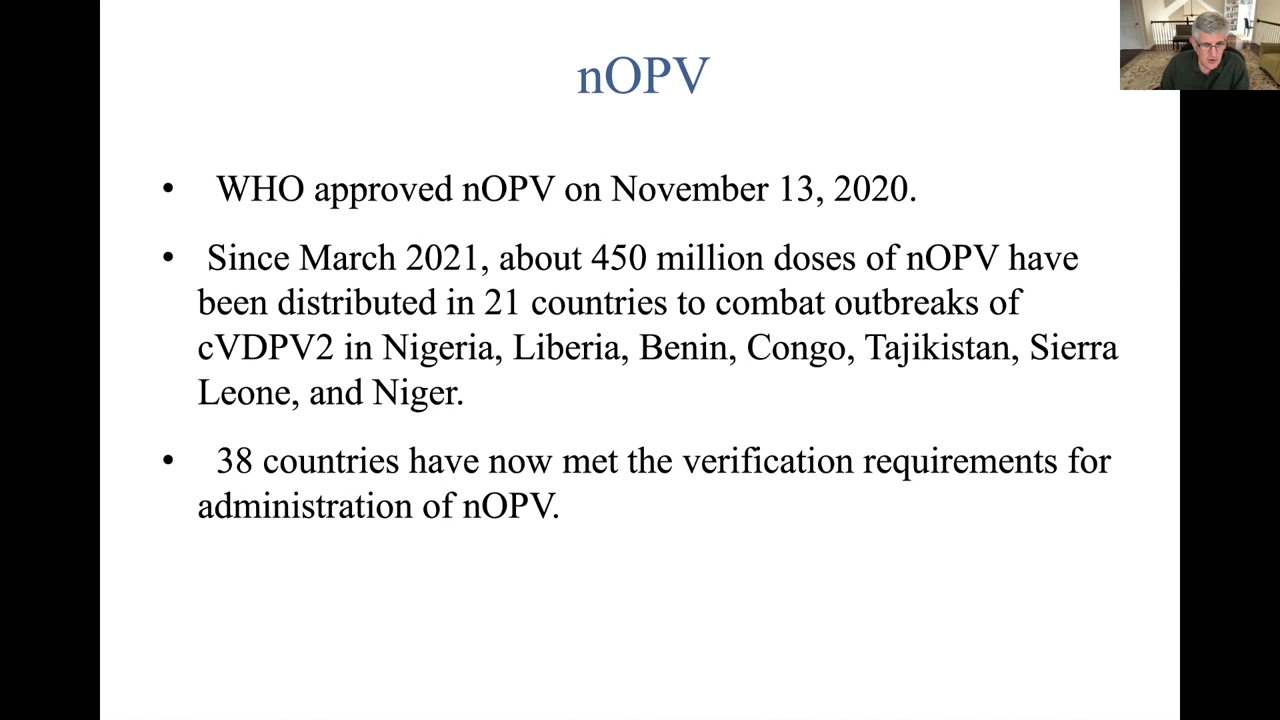 nOPV
• WHO approved nOPV on November 13, 2020.
• Since March 2021, about 450 million doses of nOPV have
been distributed in 21 countries to combat outbreaks of
cVDPV2 in Nigeria, Liberia, Benin, Congo, Tajikistan, Sierra
Leone, and Niger.
• 38 countries have now met the verification requirements for
administration of nOPV.